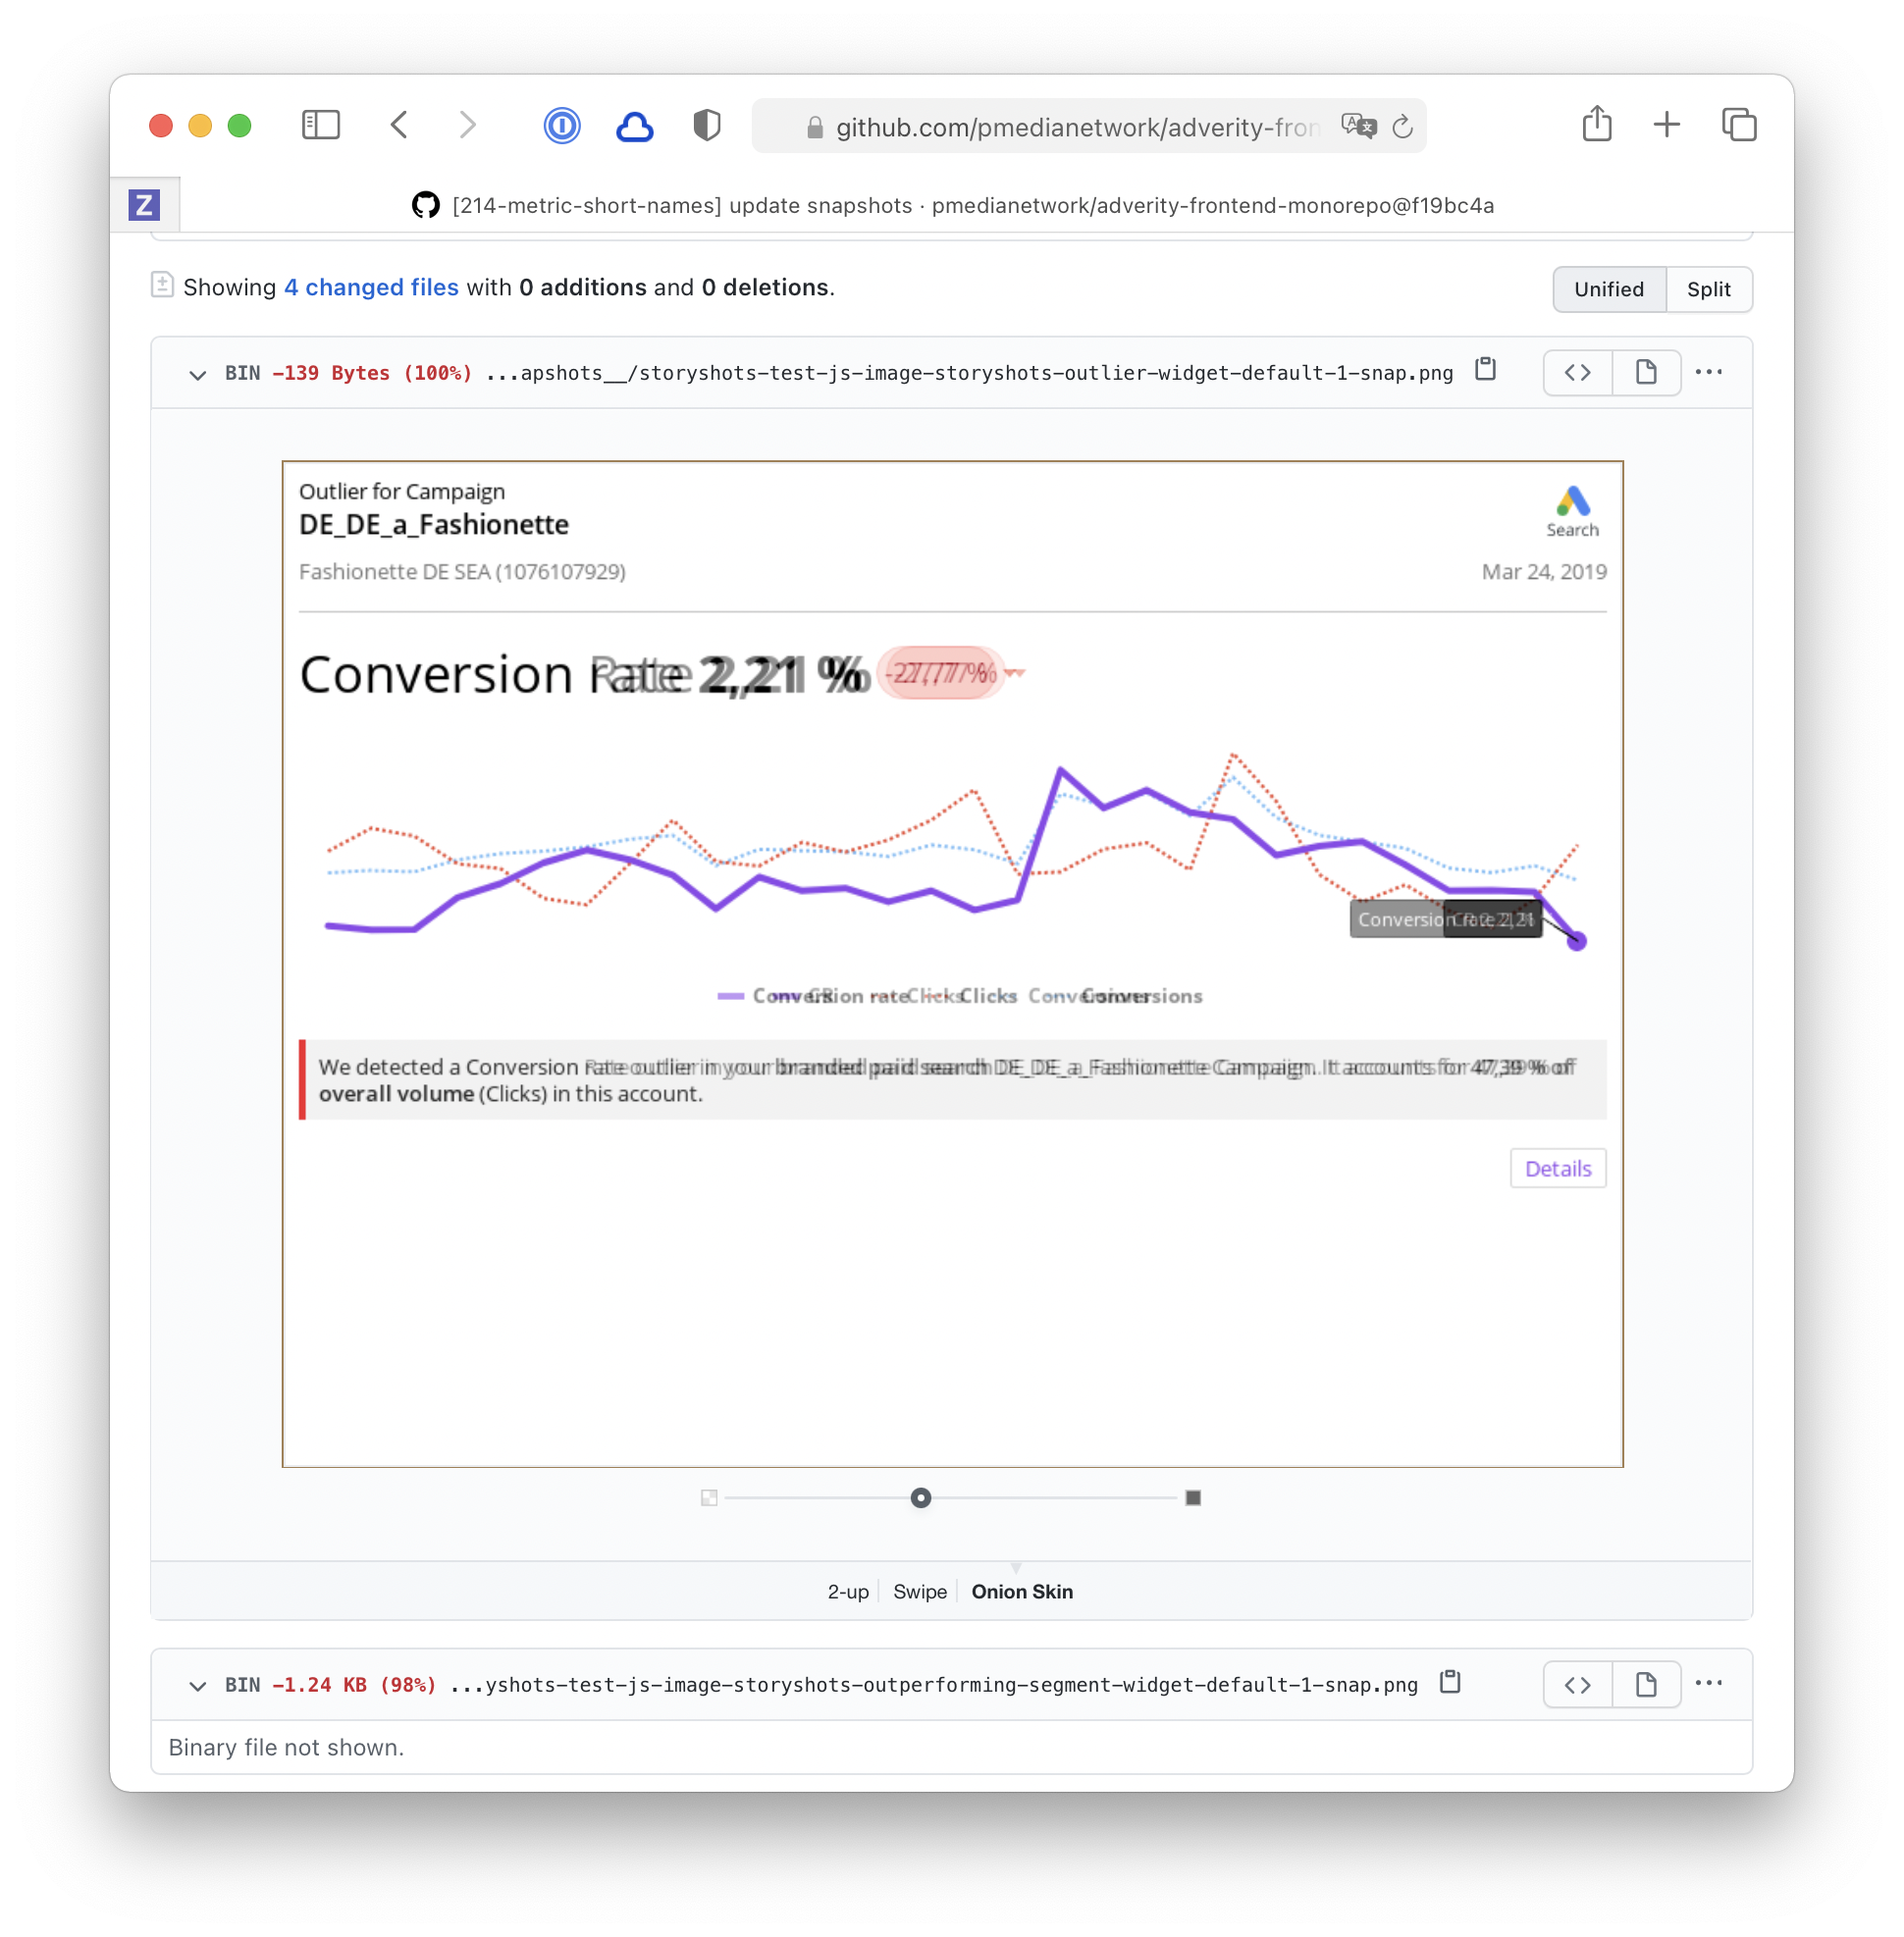 github.com/pmedianetwork/adverity-fron
Z
[214-metric-short-names] update snapshots · pmedianetwork/adverity-frontend-monorepo@f19bc4a
Showing 4 changed files with 0 additions and 0 deletions.
Unified Split
BIN −139 Bytes (100%) ...apshots__/storyshots-test-js-image-storyshots-outlier-widget-default-1-snap.png
Outlier for Campaign
DE_DE_a_Fashionette
Search
Fashionette DE SEA (1076107929)
Mar 24, 2019
Conversion rate 2,21 %
Conversion rate 2,21
Conversion rate Clicks Conversions
We detected a Conversion Rate outlier in your branded paid search DE_DE_a_Fashionette Campaign. It accounts for 47,39 % of
overall volume (Clicks) in this account.
Details
2-up Swipe Onion Skin
BIN −1.24 KB (98%) ...yshots-test-js-image-storyshots-outperforming-segment-widget-default-1-snap.png
Binary file not shown.